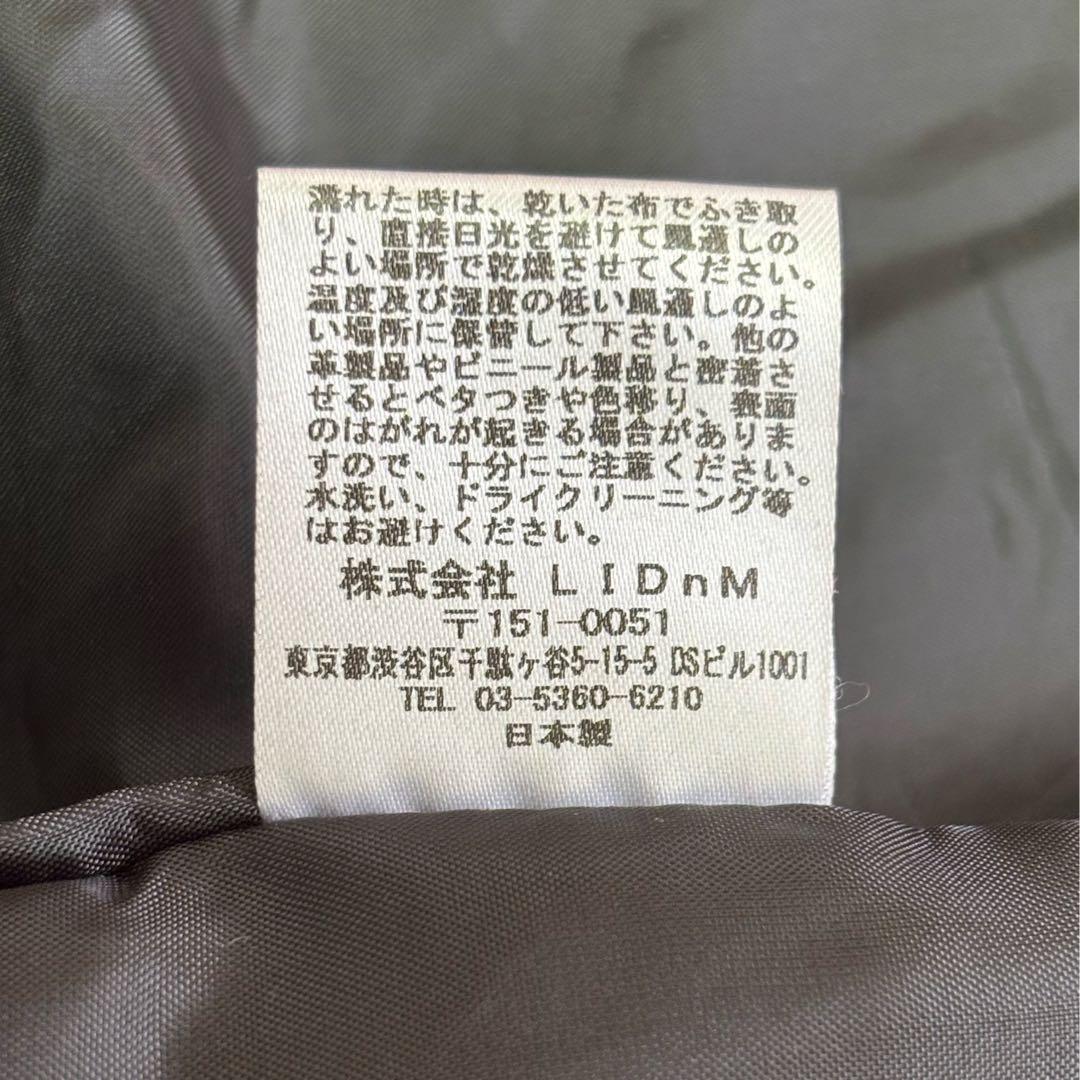 濡れた時は、乾いた布でふき取
り、直接日光を避けて風通しの
よい場所で乾燥させてください。
温度及び湿度の低い風通しのよ
い場所に保管して下さい。他の
革製品やビニール製品と密着さ
せるとベタつきや色移り、表面
のはがれが起きる場合がありま
すので、十分にご注意ください。
水洗い、ドライクリーニング等
はお避けください。
株式会社 LIDnM
〒151-0051
東京都渋谷区千駄ヶ谷5-15-5 DSビル1001
TEL 03-5360-6210
日本製